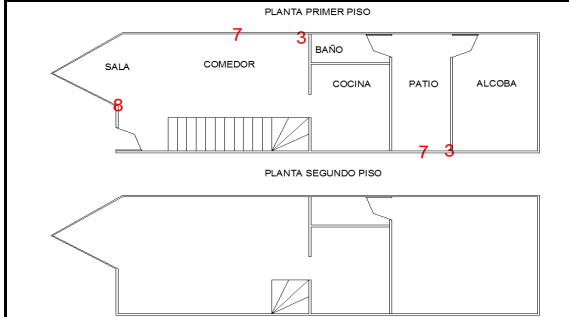 PLANTA PRIMER PISO
7
3
BAÑO
SALA
COMEDOR
COCINA
PATIO
ALCOBA
8
7
3
PLANTA SEGUNDO PISO